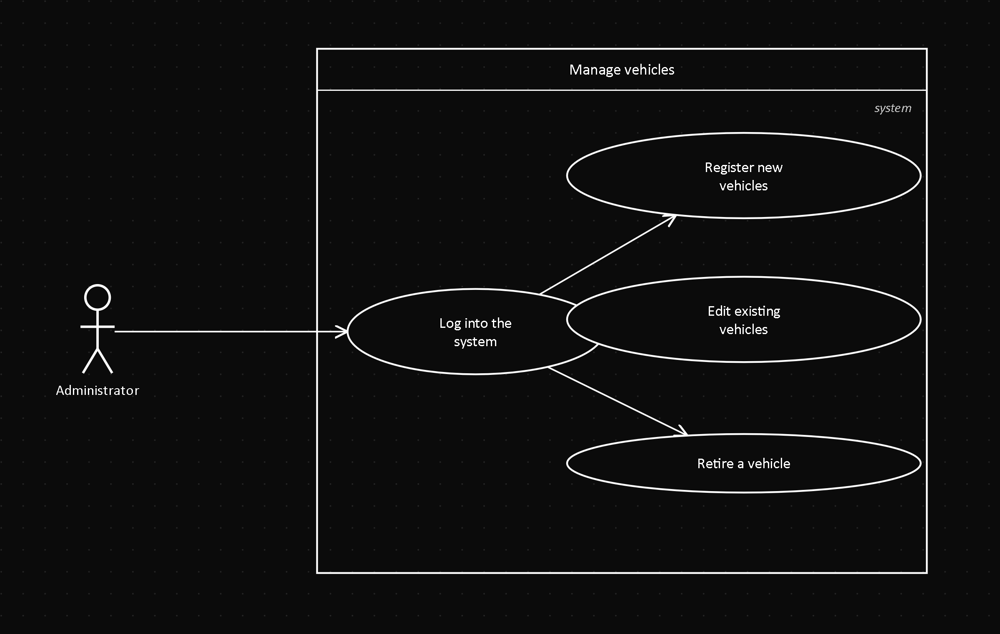 Manage vehicles
system
Register new
vehicles
Edit existing
vehicles
Log into the
system
Administrator
Retire a vehicle